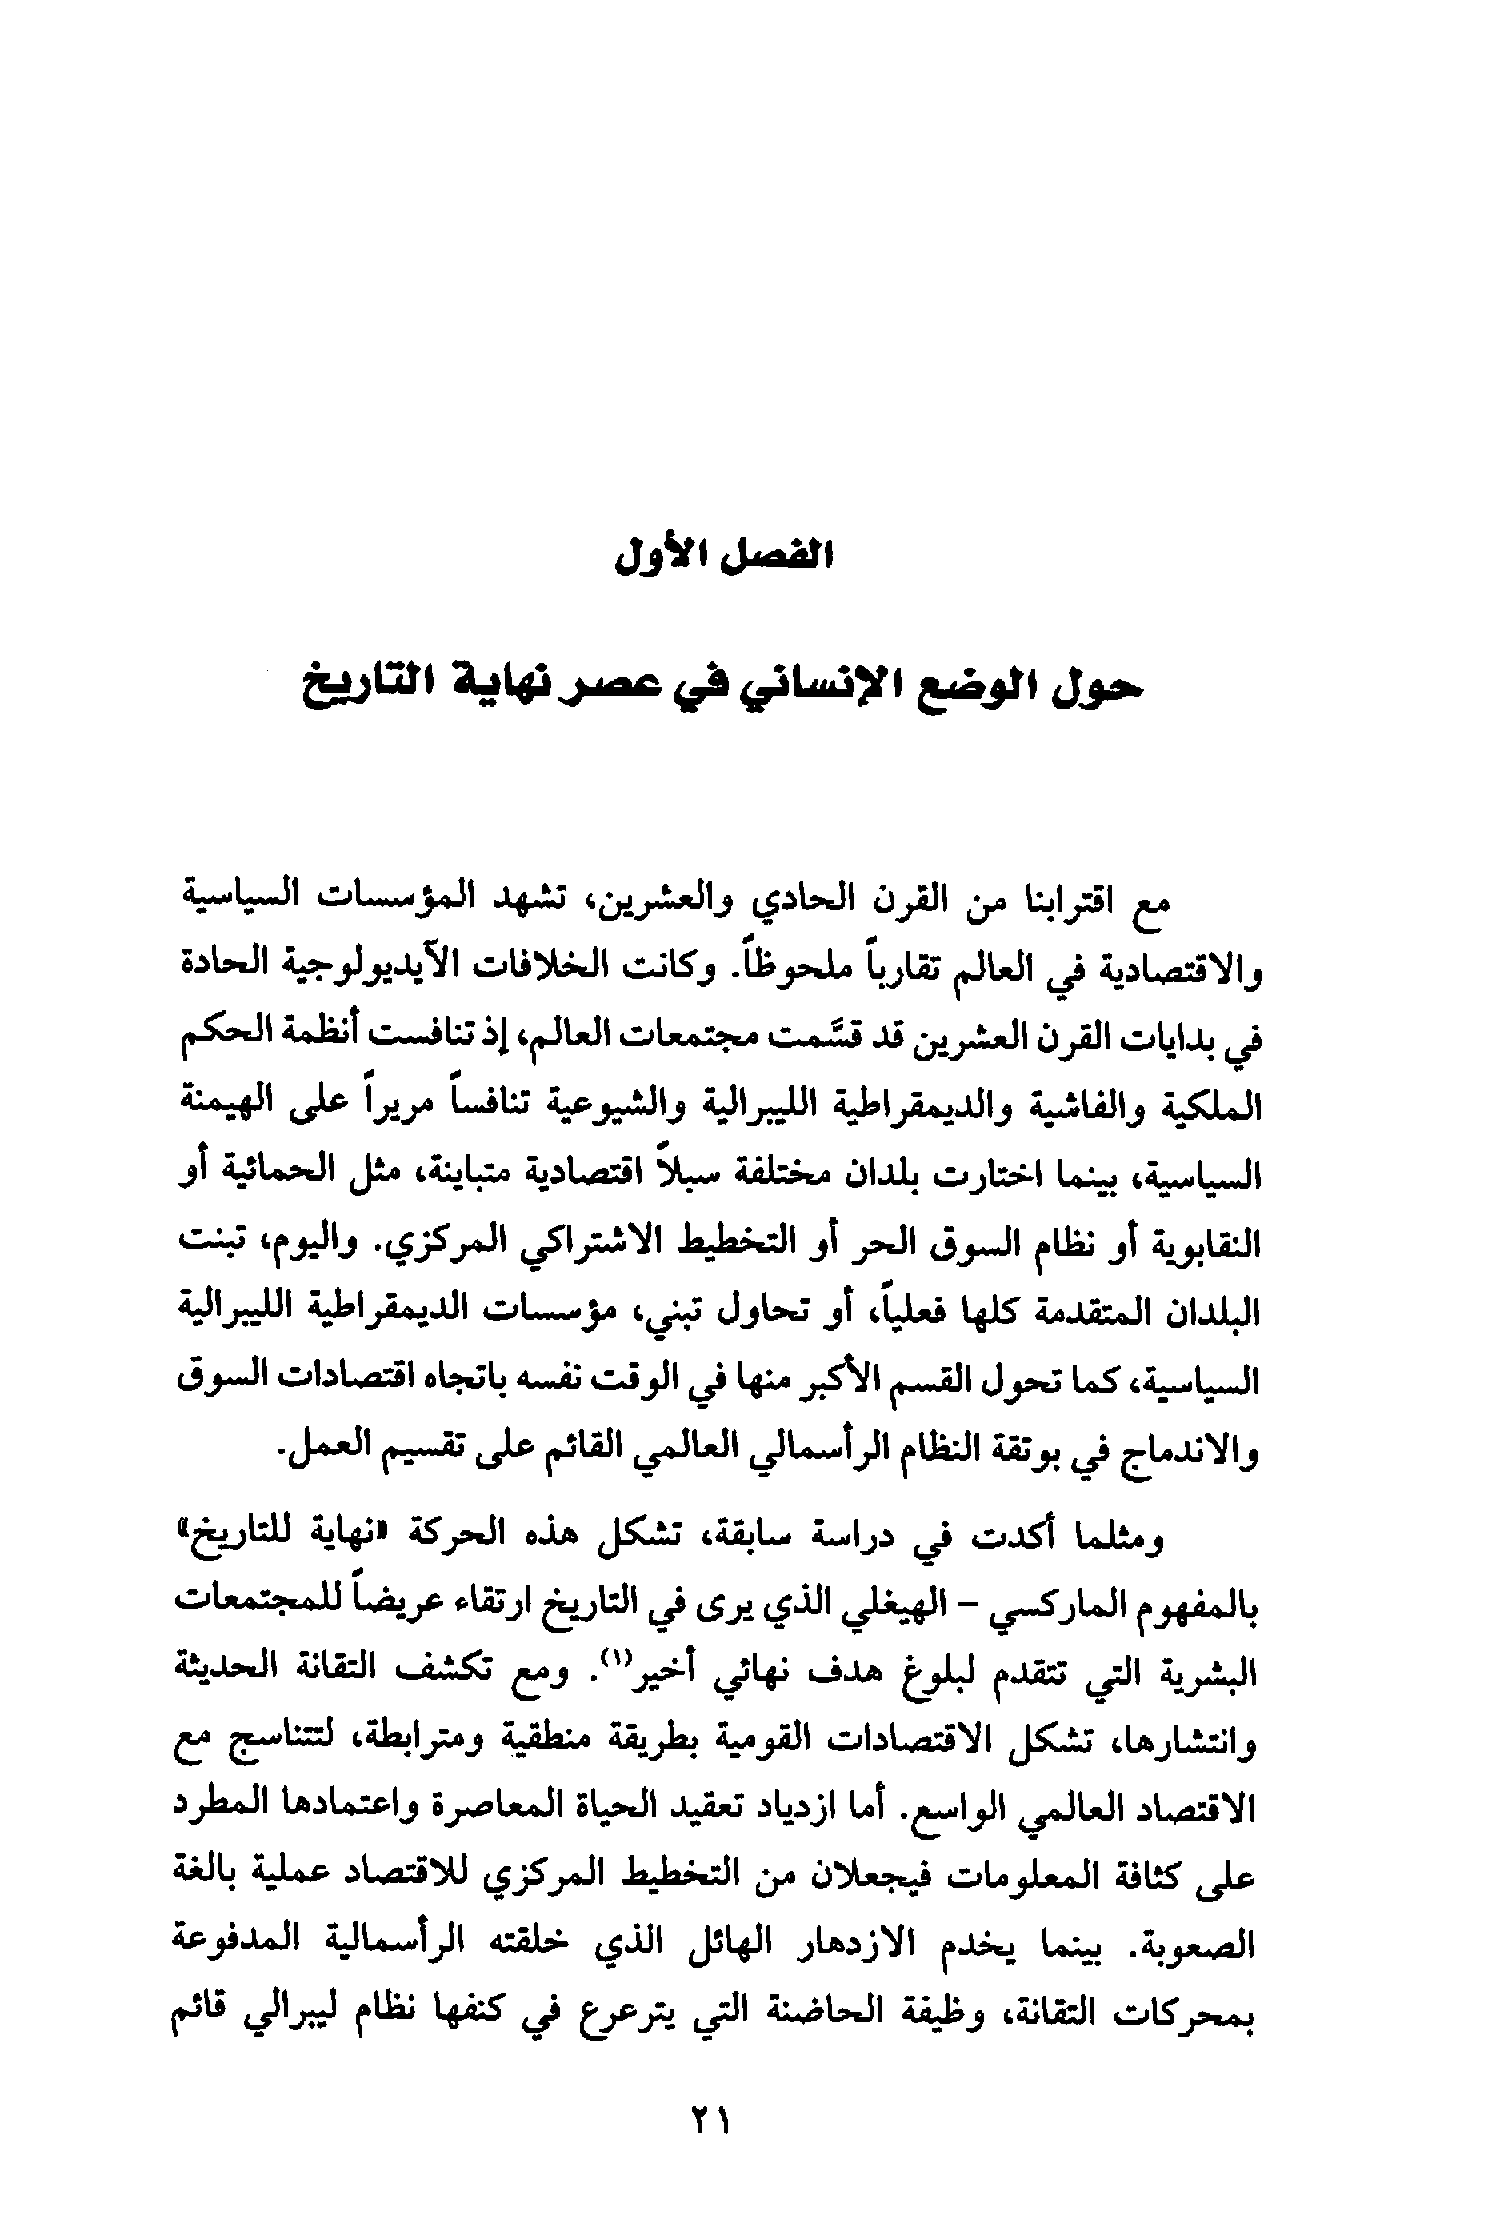 الفصل الأول
حول الوضع الإنساني في عصر نهاية التاريخ
مع اقترابنا من القرن الحادي والعشرين، تشهد المؤسسات السياسية
والاقتصادية في العالم تقارباً ملحوظاً. وكانت الخلافات الآيديولوجية الحادة
في بدايات القرن العشرين قد قسَّمت مجتمعات العالم، إذ تنافست أنظمة الحكم
الملكية والفاشية والديمقراطية الليبرالية والشيوعية تنافساً مريراً على الهيمنة
السياسية، بينما اختارت بلدان مختلفة سبلاً اقتصادية متباينة، مثل الحمائية أو
النقابوية أو نظام السوق الحر أو التخطيط الاشتراكي المركزي. واليوم، تبنت
البلدان المتقدمة كلها فعلياً، أو تحاول تبني، مؤسسات الديمقراطية الليبرالية
السياسية، كما تحول القسم الأكبر منها في الوقت نفسه باتجاه اقتصادات السوق
والاندماج في بوتقة النظام الرأسمالي العالمي القائم على تقسيم العمل.
ومثلما أكدت في دراسة سابقة، تشكل هذه الحركة «نهاية للتاريخ»
بالمفهوم الماركسي - الهيغلي الذي يرى في التاريخ ارتقاء عريضاً للمجتمعات
البشرية التي تتقدم لبلوغ هدف نهائي أخير(١). ومع تكشف التقانة الحديثة
وانتشارها، تشكل الاقتصادات القومية بطريقة منطقية ومترابطة، لتتناسج مع
الاقتصاد العالمي الواسع. أما ازدياد تعقيد الحياة المعاصرة واعتمادها المطرد
على كثافة المعلومات فيجعلان من التخطيط المركزي للاقتصاد عملية بالغة
الصعوبة. بينما يخدم الازدهار الهائل الذي خلقته الرأسمالية المدفوعة
بمحركات التقانة، وظيفة الحاضنة التي يترعرع في كنفها نظام ليبرالي قائم
٢١